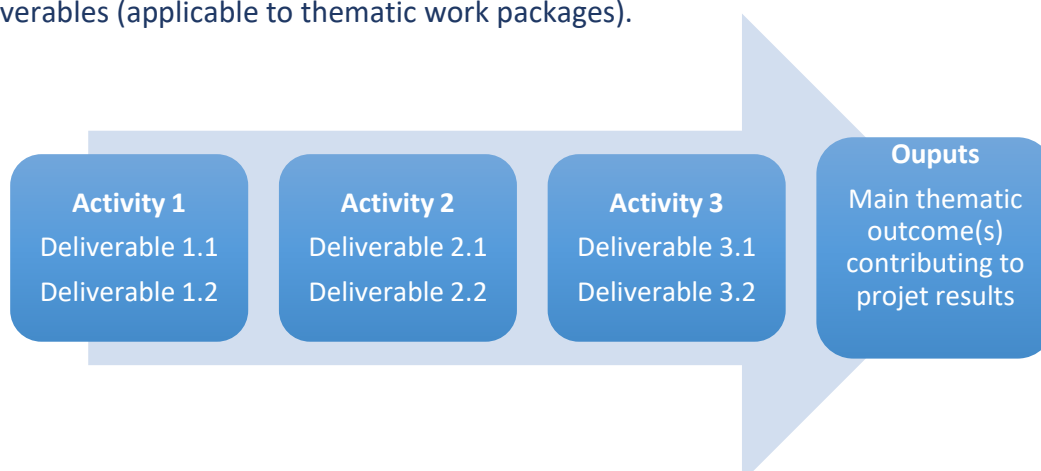 verables (applicable to thematic work packages).
Activity 1
Deliverable 1.1
Deliverable 1.2
Activity 2
Deliverable 2.1
Deliverable 2.2
Activity 3
Deliverable 3.1
Deliverable 3.2
Ouputs
Main thematic
outcome(s)
contributing to
projet results